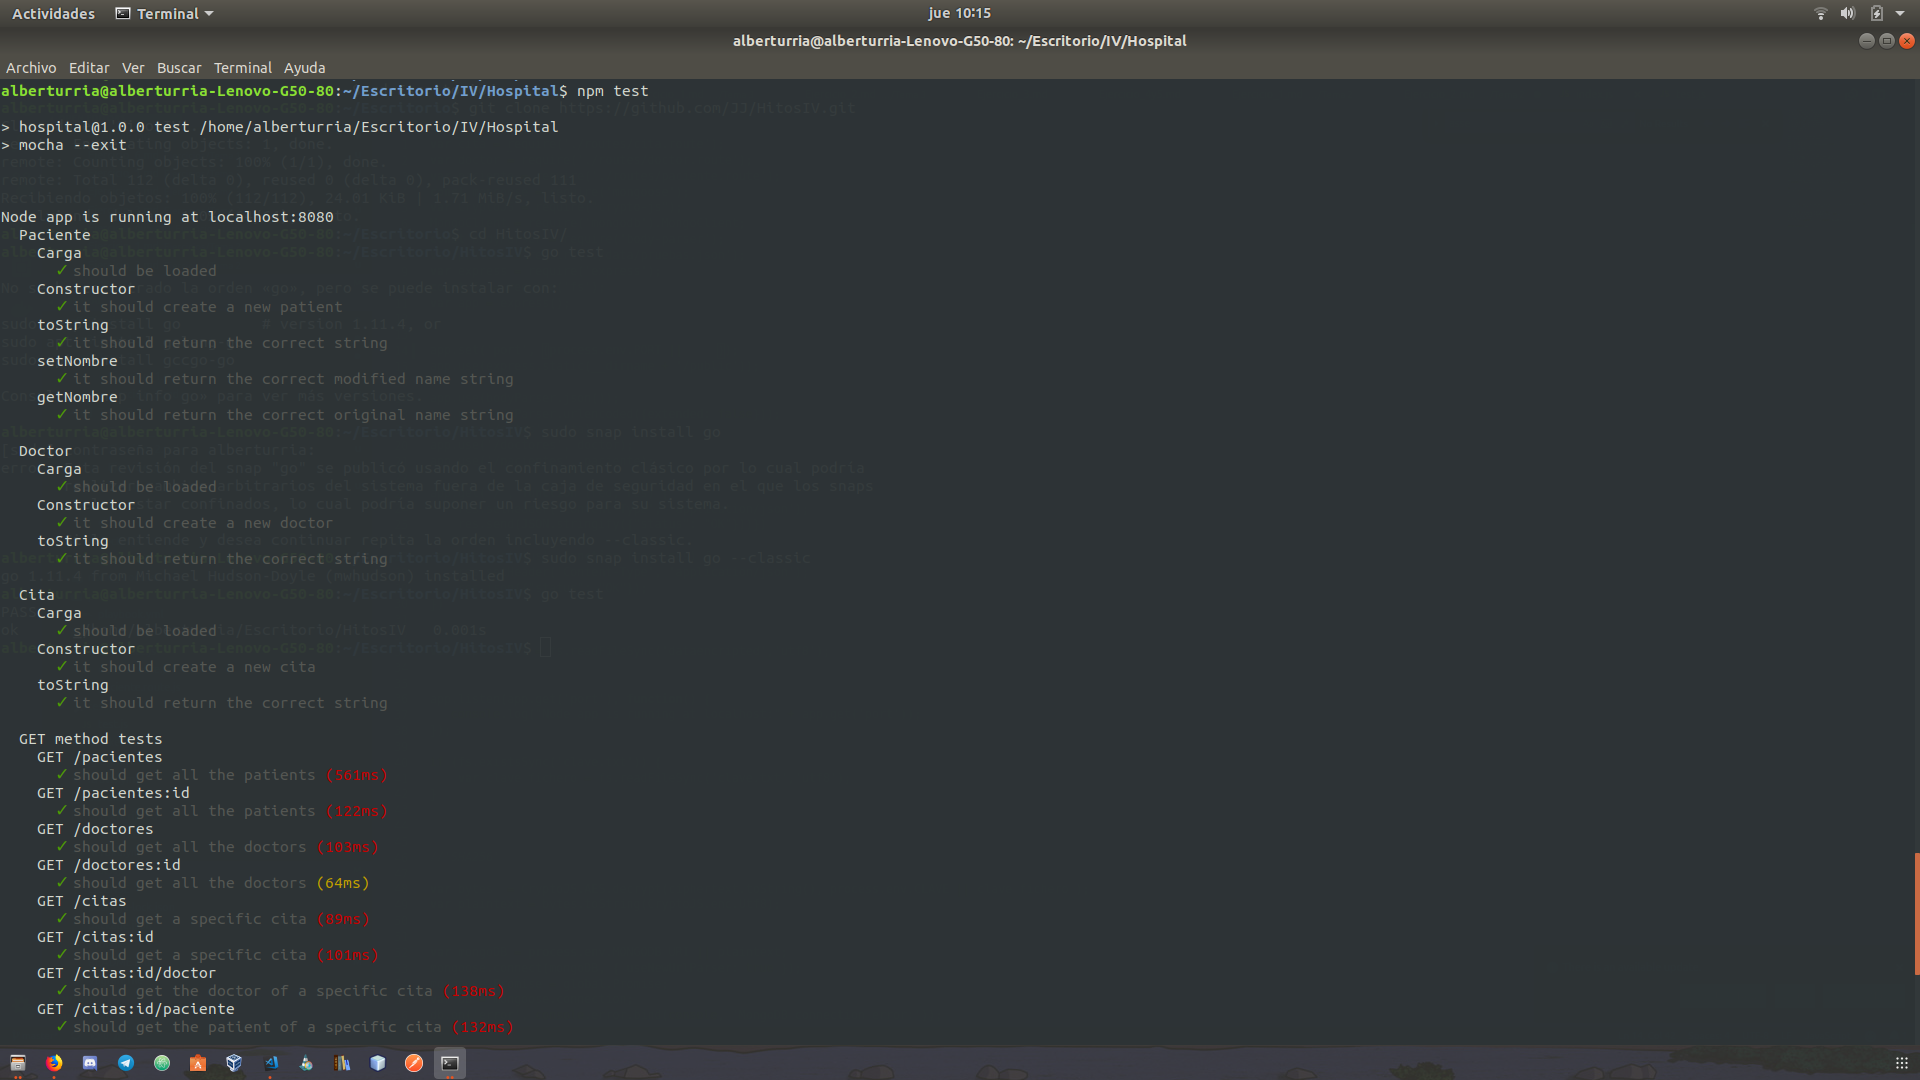 Actividades Terminal jue 10:15
alberturria@alberturria-Lenovo-G50-80: ~/Escritorio/IV/Hospital
Archivo Editar Ver Buscar Terminal Ayuda
alberturria@alberturria-Lenovo-G50-80:~/Escritorio/IV/Hospital$ npm test
> hospital@1.0.0 test /home/alberturria/Escritorio/IV/Hospital
> mocha --exit
Node app is running at localhost:8080
Paciente
Carga
✓ should be loaded
Constructor
✓ it should create a new patient
toString
✓ it should return the correct string
setNombre
✓ it should return the correct modified name string
getNombre
✓ it should return the correct original name string
Doctor
Carga
✓ should be loaded
Constructor
✓ it should create a new doctor
toString
✓ it should return the correct string
Cita
Carga
✓ should be loaded
Constructor
✓ it should create a new cita
toString
✓ it should return the correct string
GET method tests
GET /pacientes
✓ should get all the patients (561ms)
GET /pacientes:id
✓ should get all the patients (122ms)
GET /doctores
✓ should get all the doctors (103ms)
GET /doctores:id
✓ should get all the doctors (64ms)
GET /citas
✓ should get a specific cita (89ms)
GET /citas:id
✓ should get a specific cita (101ms)
GET /citas:id/doctor
✓ should get the doctor of a specific cita (138ms)
GET /citas:id/paciente
✓ should get the patient of a specific cita (132ms)